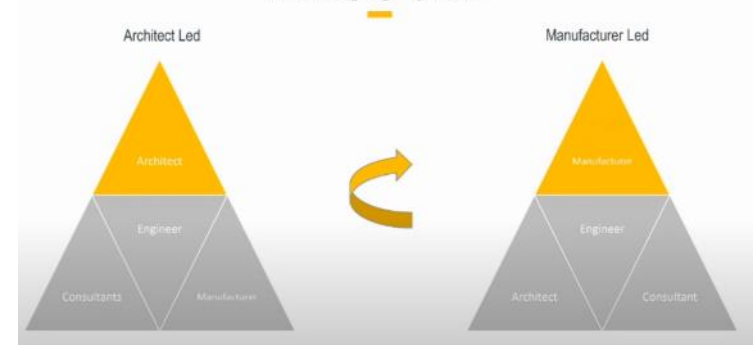 Architect Led
Manufacturer Led
Architect
Engineer
Consultants
Manufacturer
Manufacturer
Engineer
Architect
Consultant